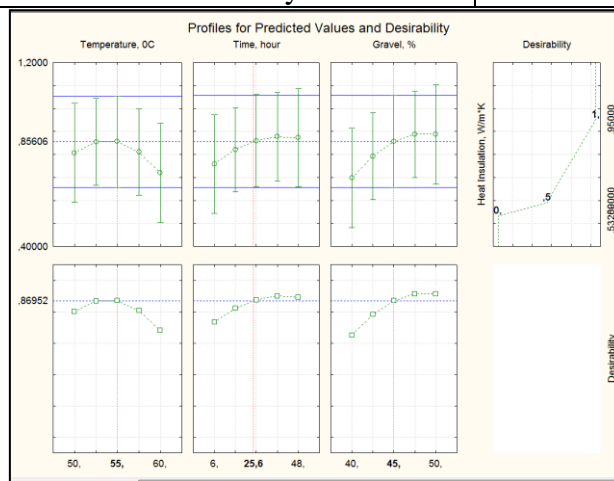 Profiles for Predicted Values and Desirability
Temperature, 0C
Time, hour
Gravel, %
Desirability
1,2000
,85606
,40000
Heat Insulation, W/m*K
1,
,5
0,
95000
,86952
Desirability
50,
55,
60,
6,
25,6
48,
40,
45,
50,